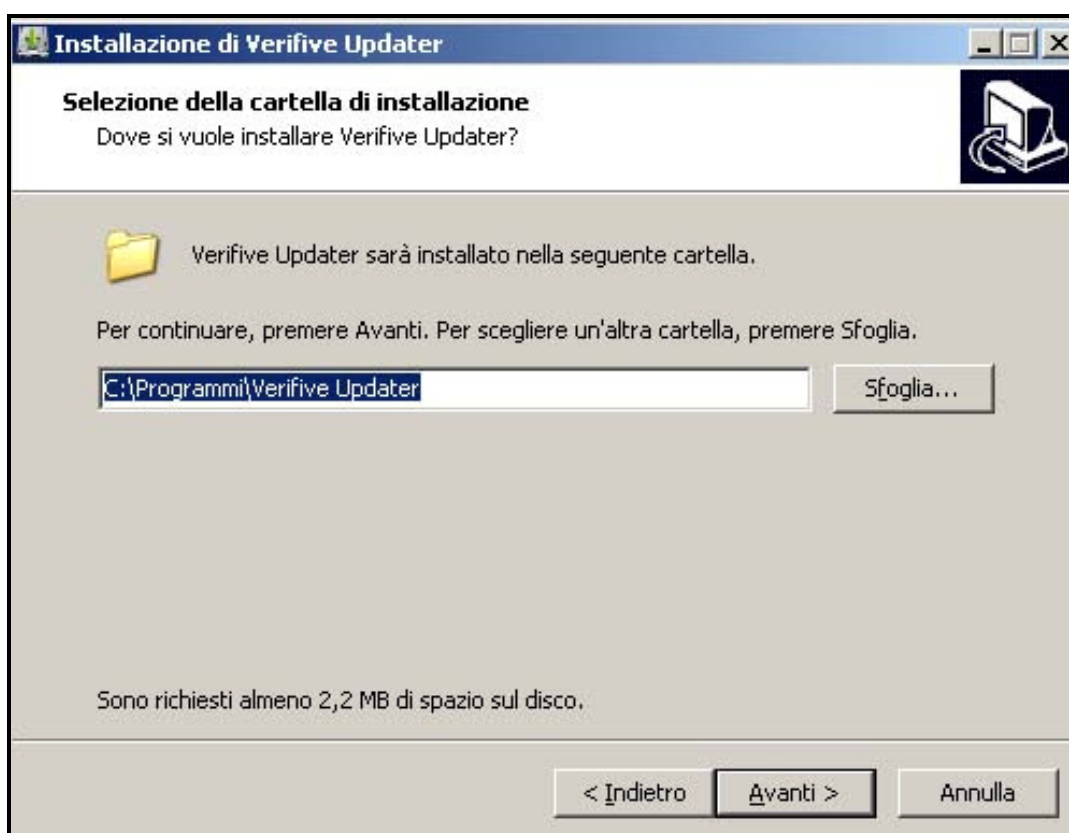 Installazione di Verifive Updater
Selezione della cartella di installazione
Dove si vuole installare Verifive Updater?
Verifive Updater sarà installato nella seguente cartella.
Per continuare, premere Avanti. Per scegliere un'altra cartella, premere Sfoglia.
C:\Programmi\Verifive Updater
Sfoglia...
Sono richiesti almeno 2,2 MB di spazio sul disco.
< Indietro
Avanti >
Annulla